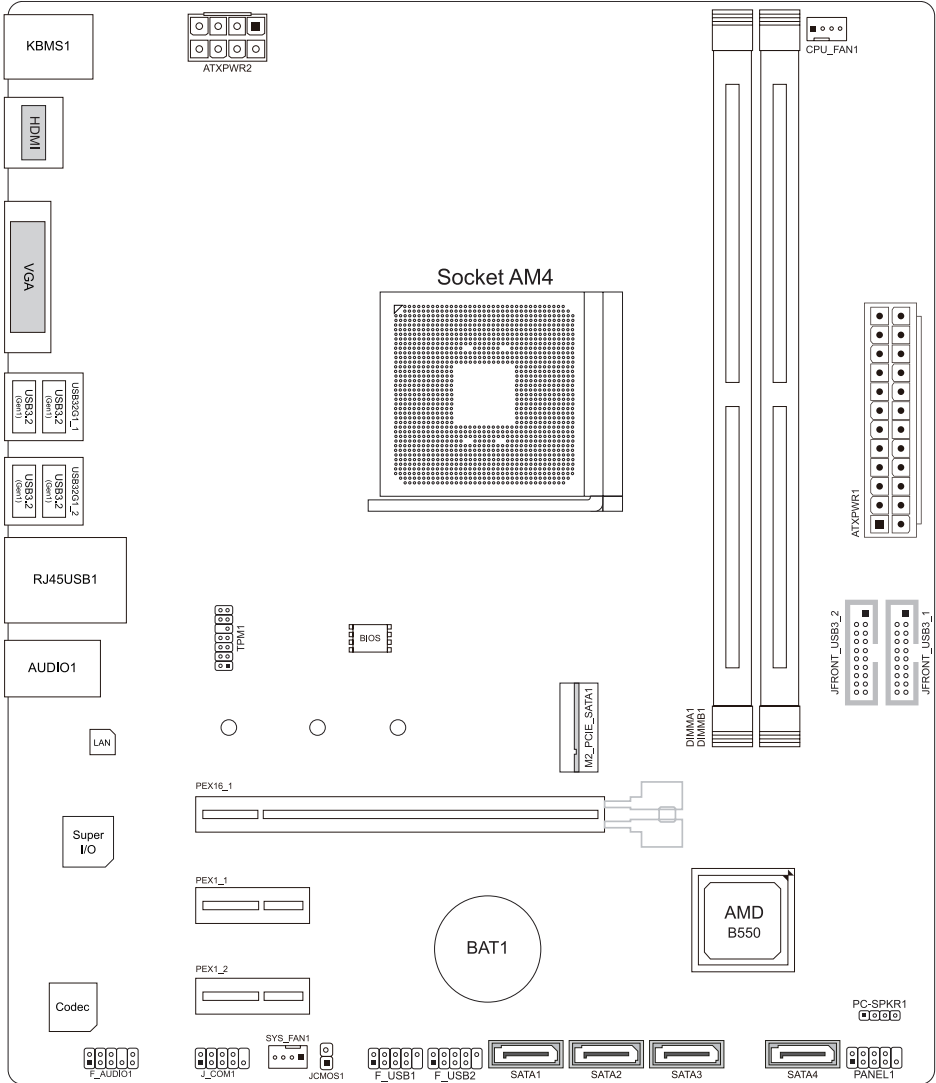 KBMS1
ATXPWR2
CPU_FAN1
HDMI
VGA
Socket AM4
USB32G1_1
USB3.2
(Gen1)
USB3.2
(Gen1)
USB32G1_2
USB3.2
(Gen1)
USB3.2
(Gen1)
ATXPWR1
RJ45USB1
TPM1
BIOS
JFRONT_USB3_2
JFRONT_USB3_1
AUDIO1
LAN
M2_PCIE_SATA1
DIMMA1
DIMMB1
PEX16_1
Super
I/O
PEX1_1
AMD
B550
BAT1
PEX1_2
Codec
PC-SPKR1
SYS_FAN1
F_AUDIO1
J_COM1
JCMOS1
F_USB1
F_USB2
SATA1
SATA2
SATA3
SATA4
PANEL1